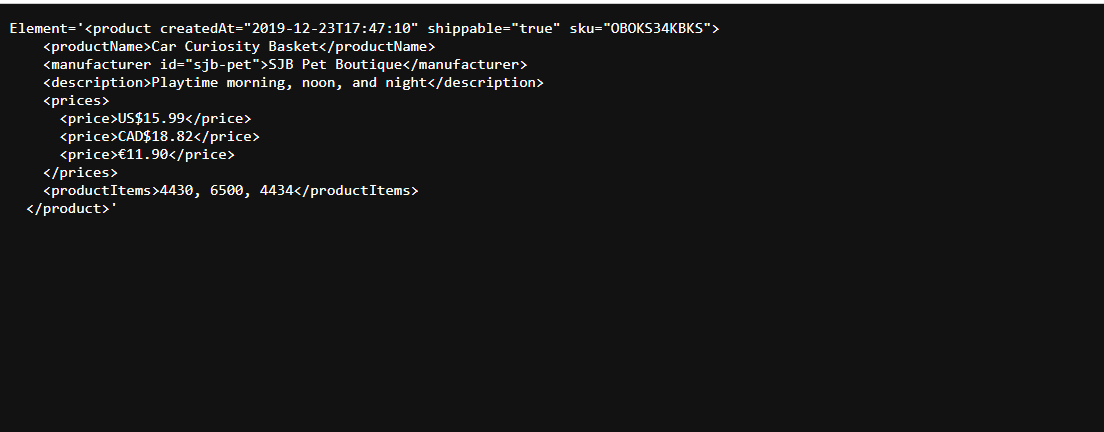 Element='<product createdAt="2019-12-23T17:47:10" shippable="true" sku="OBOKS34KBKS">
    <productName>Car Curiosity Basket</productName>
    <manufacturer id="sjb-pet">SJB Pet Boutique</manufacturer>
    <description>Playtime morning, noon, and night</description>
    <prices>
      <price>US$15.99</price>
      <price>CAD$18.82</price>
      <price>€11.90</price>
    </prices>
    <productItems>4430, 6500, 4434</productItems>
  </product>'